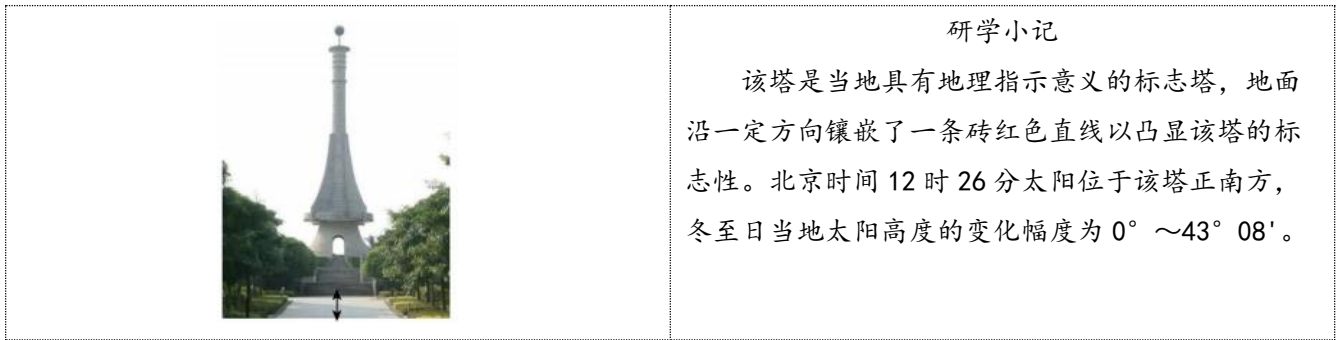 研学小记
该塔是当地具有地理指示意义的标志塔，地面
沿一定方向镶嵌了一条砖红色直线以凸显该塔的标
志性。北京时间 12 时 26 分太阳位于该塔正南方，
冬至日当地太阳高度的变化幅度为 0°～43°08'。